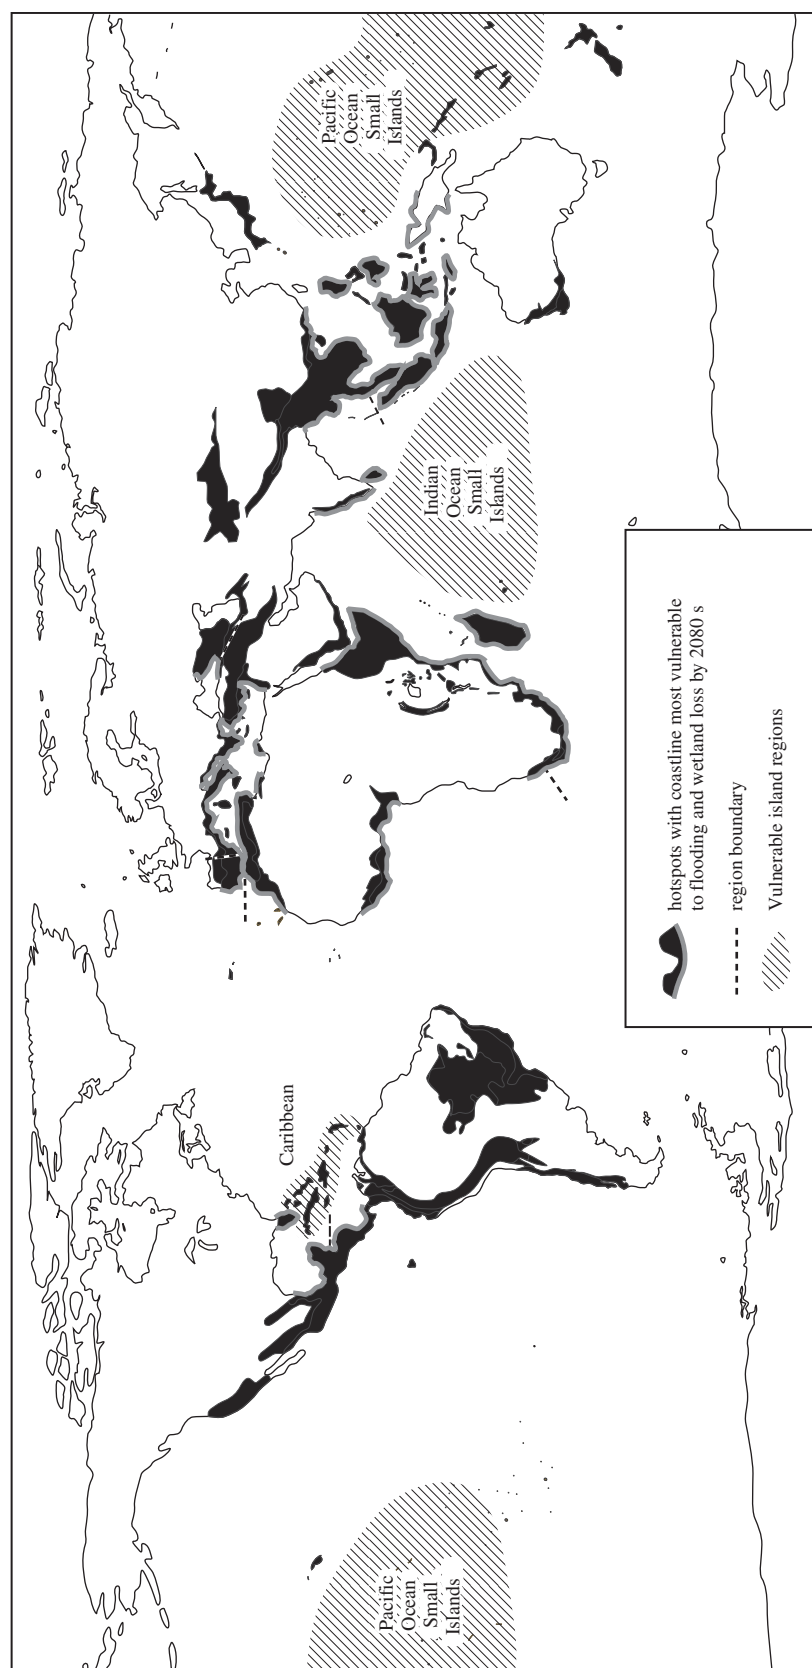 Pacific
Ocean
Small
Islands
Caribbean
Indian
Ocean
Small
Islands
Pacific
Ocean
Small
Islands
hotspots with coastline most vulnerable
to flooding and wetland loss by 2080 s
region boundary
Vulnerable island regions